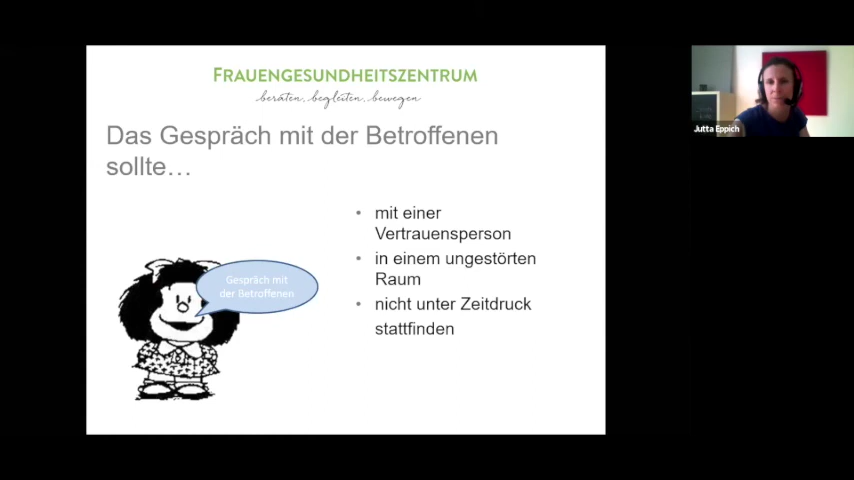 FRAUENGESUNDHEITSZENTRUM
beraten, begleiten, bewegen
Das Gespräch mit der Betroffenen
sollte…
• mit einer
Vertrauensperson
• in einem ungestörten
Raum
• nicht unter Zeitdruck
stattfinden
Gespräch mit
der Betroffenen
Jutta Eppich